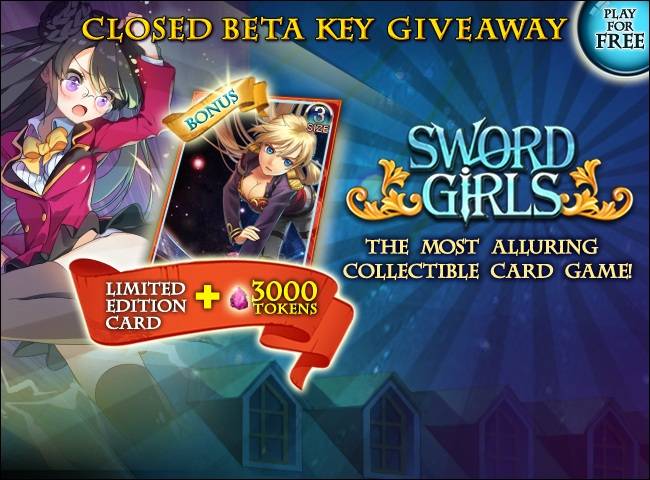 CLOSED BETA KEY GIVEAWAY
PLAY
FOR
FREE
BONUS
3
SIZE
SWORD
GIRLS
THE MOST ALLURING
COLLECTIBLE CARD GAME!
LIMITED
EDITION
CARD
+
3000
TOKENS